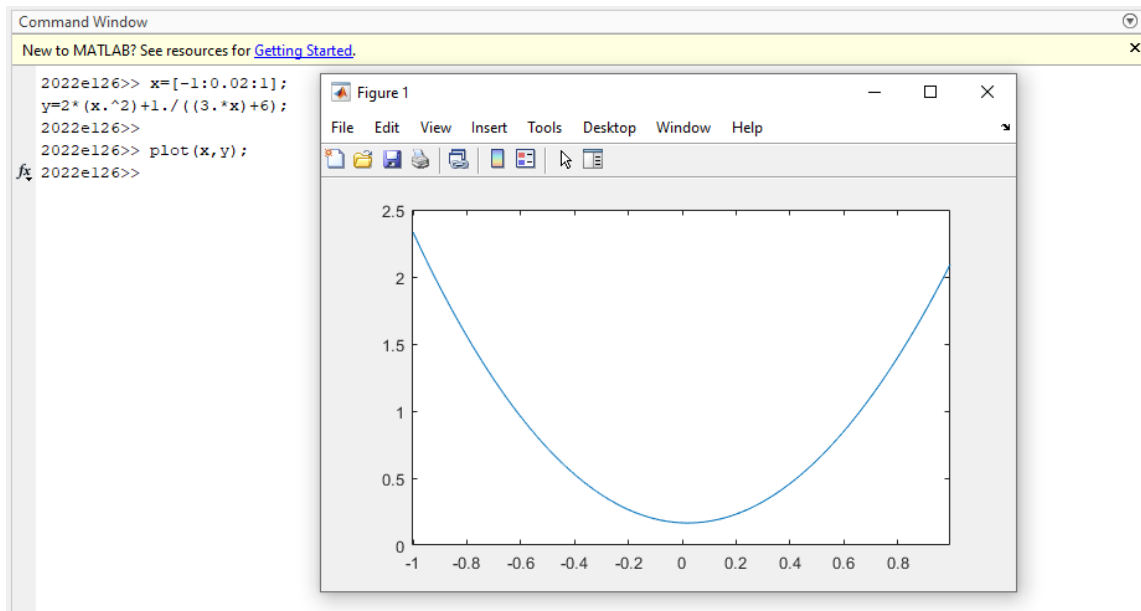 Command Window
New to MATLAB? See resources for Getting Started.
2022e126>> x=[-1:0.02:1];
y=2*(x.^2)+1./((3.*x)+6);
2022e126>>
2022e126>> plot(x,y);
fx 2022e126>>
Figure 1
File Edit View Insert Tools Desktop Window Help
2.5
2
1.5
1
0.5
0
-1 -0.8 -0.6 -0.4 -0.2 0 0.2 0.4 0.6 0.8